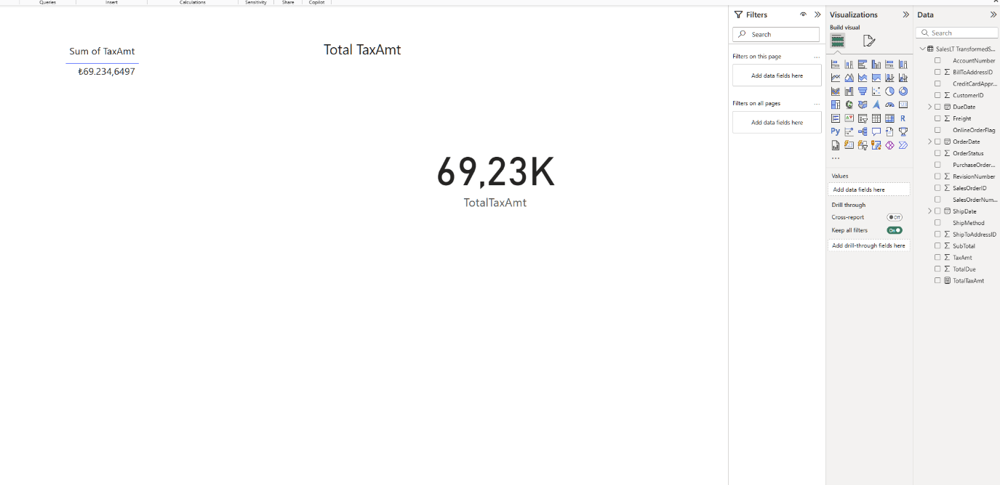 Queries
Insert
Calculations
Sensitivity
Share
Copilot
Sum of TaxAmt
₺69.234,6497
Total TaxAmt
69,23K
TotalTaxAmt
Filters
Search
Filters on this page
...
Add data fields here
Filters on all pages
...
Add data fields here
Visualizations
Build visual
R
Py
...
Values
Add data fields here
Drill through
Cross-report
Off
Keep all filters
On
Add drill-through fields here
Data
Search
SalesLT TransformedS...
AccountNumber
BillToAddressID
CreditCardAppr...
CustomerID
DueDate
Freight
OnlineOrderFlag
OrderDate
OrderStatus
PurchaseOrder...
RevisionNumber
SalesOrderID
SalesOrderNum...
ShipDate
ShipMethod
ShipToAddressID
SubTotal
TaxAmt
TotalDue
TotalTaxAmt